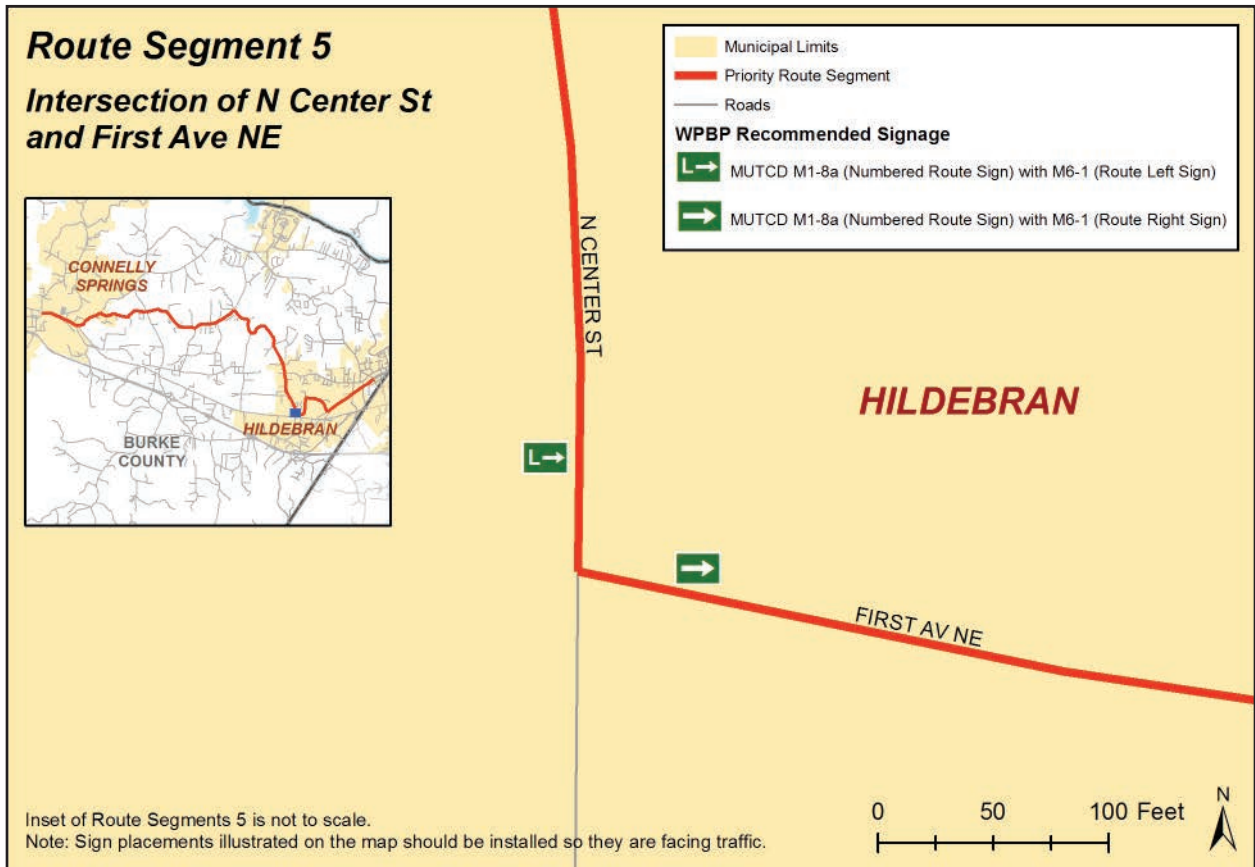 Route Segment 5
Intersection of N Center St
and First Ave NE
Municipal Limits
Priority Route Segment
Roads
WPBP Recommended Signage
L→ MUTCD M1-8a (Numbered Route Sign) with M6-1 (Route Left Sign)
→ MUTCD M1-8a (Numbered Route Sign) with M6-1 (Route Right Sign)
CONNELLY
SPRINGS
HILDEBRAN
BURKE
COUNTY
N CENTER ST
HILDEBRAN
L→
→
FIRST AV NE
Inset of Route Segments 5 is not to scale.
Note: Sign placements illustrated on the map should be installed so they are facing traffic.
0 50 100 Feet
N